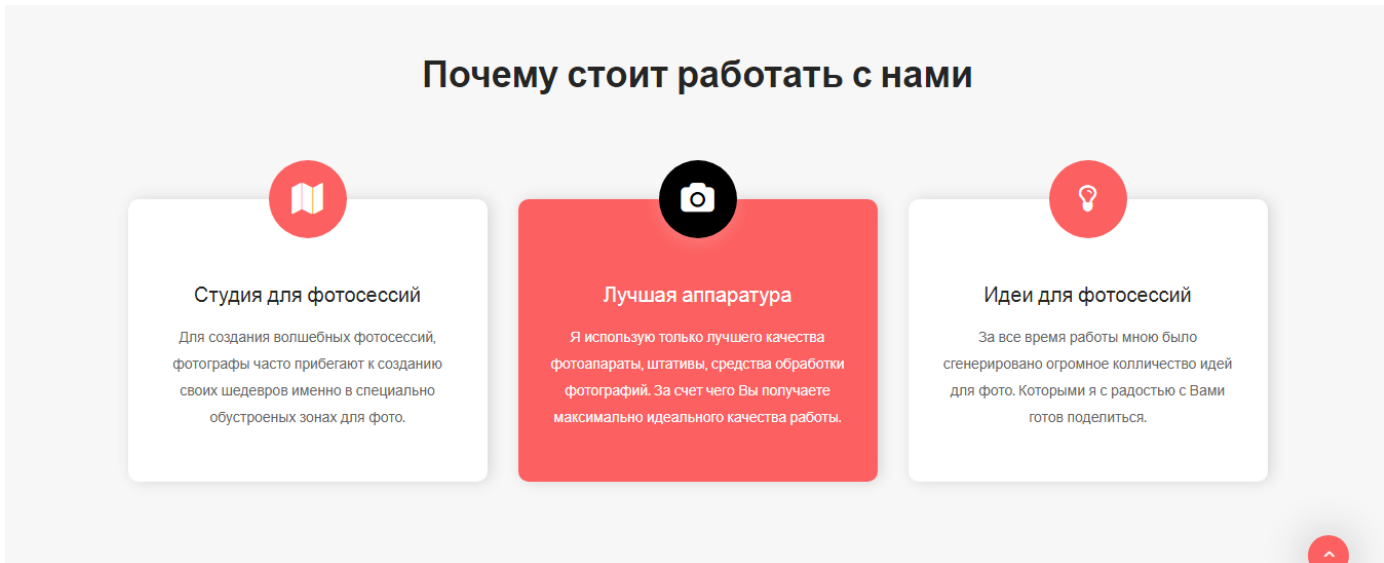 Почему стоит работать с нами
Студия для фотосессий
Для создания волшебных фотосессий,
фотографы часто прибегают к созданию
своих шедевров именно в специально
обустроеных зонах для фото.
Лучшая аппаратура
Я использую только лучшего качества
фотоапараты, штативы, средства обработки
фотографий. За счет чего Вы получаете
максимально идеального качества работы.
Идеи для фотосессий
За все время работы мною было
сгенерировано огромное колличество идей
для фото. Которыми я с радостью с Вами
готов поделиться.